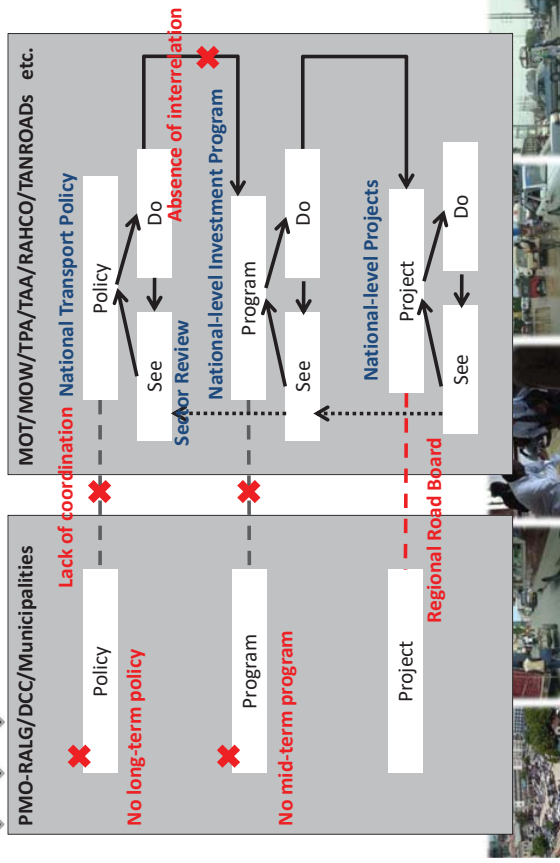 PMO-RALG/DCC/Municipalities
Policy
No long-term policy
Program
No mid-term program
Project
Lack of coordination
Regional Road Board
MOT/MOW/TPA/TAA/RAHCO/TANROADs etc.
National Transport Policy
Policy
See
Do
Sector Review
Absence of interrelation
National-level Investment Program
Program
See
Do
National-level Projects
Project
See
Do